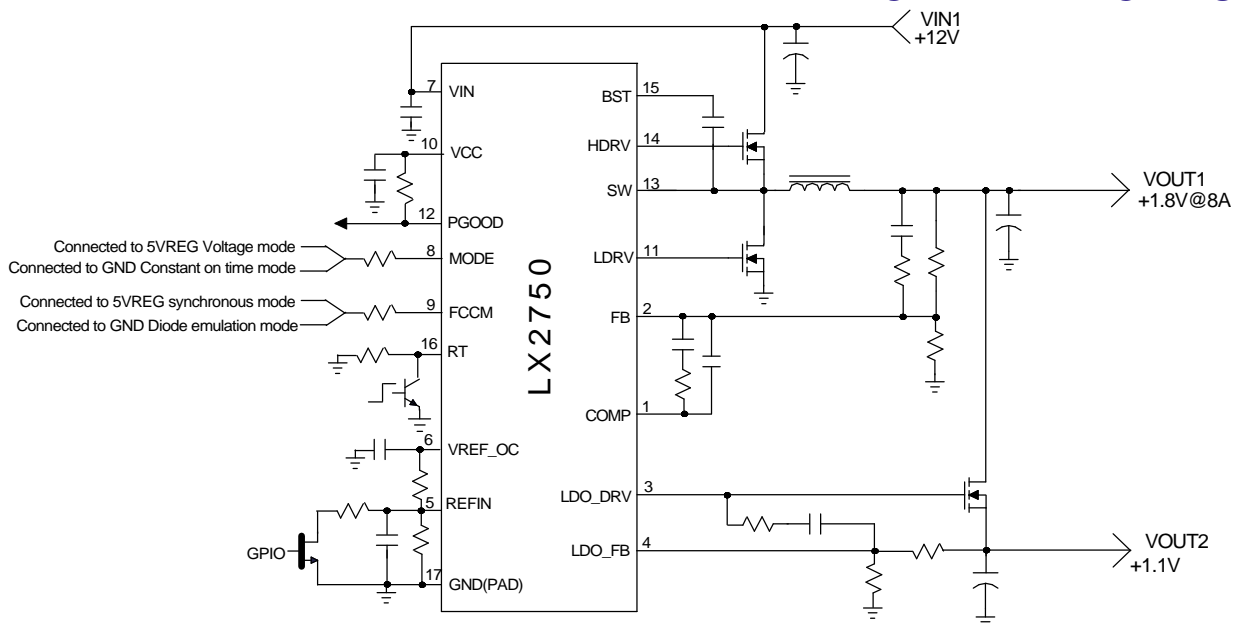 VIN1
+12V
7
VIN
BST
15
10
VCC
HDRV
14
SW
13
VOUT1
+1.8V@8A
12
PGOOD
Connected to 5VREG Voltage mode
Connected to GND Constant on time mode
8
MODE
LDRV
11
Connected to 5VREG synchronous mode
Connected to GND Diode emulation mode
9
FCCM
FB
2
16
RT
LX2750
COMP
1
6
VREF_OC
5
REFIN
LDO_DRV
3
GPIO
LDO_FB
4
VOUT2
+1.1V
17
GND(PAD)